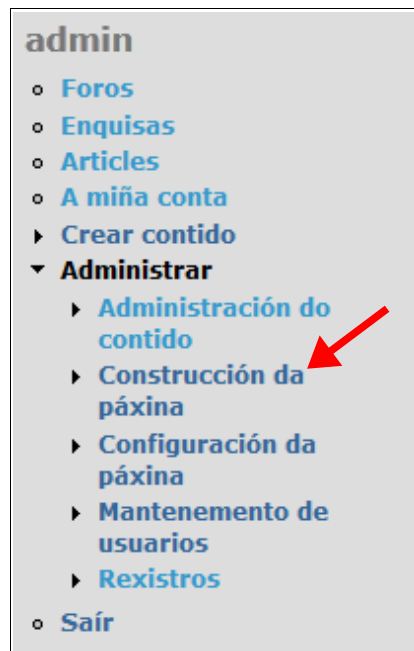 admin
Foros
Enquisas
Articles
A miña conta
Crear contido
Administrar
Administración do
contido
Construcción da
páxina
Configuración da
páxina
Mantenemento de
usuarios
Rexistros
Saír